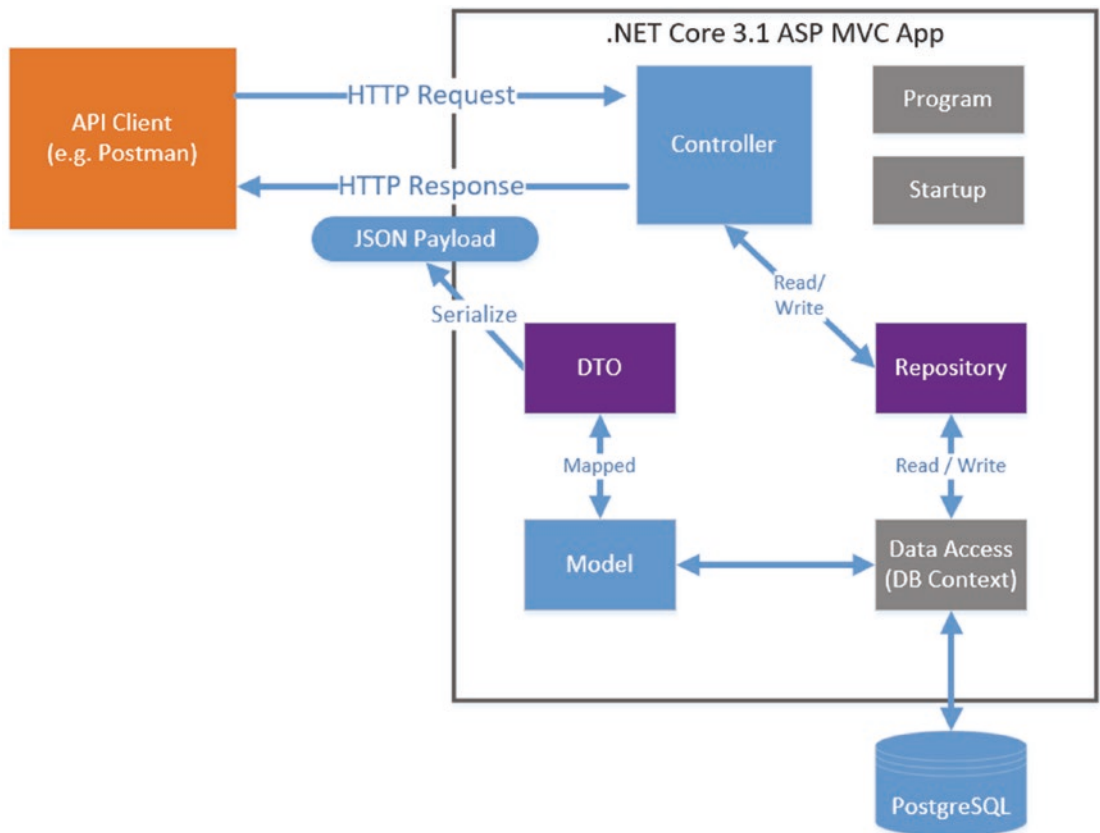 .NET Core 3.1 ASP MVC App
API Client
(e.g. Postman)
HTTP Request
Controller
Program
HTTP Response
Startup
JSON Payload
Read/
Write
Serialize
DTO
Repository
Mapped
Read / Write
Model
Data Access
(DB Context)
PostgreSQL